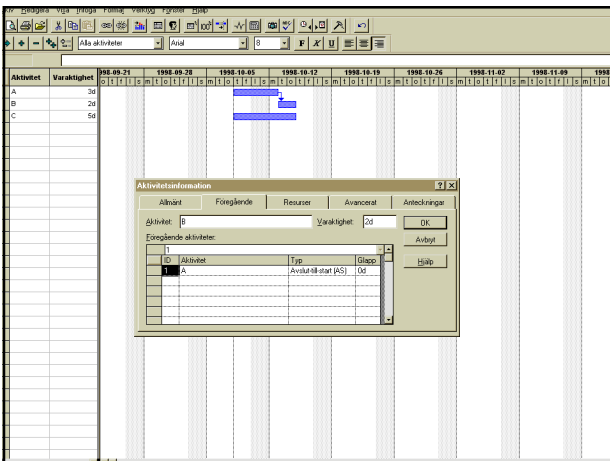 kiv Redigera Visa Infoga Format Verktyg Fönster Hjälp
Alla aktiviteter Arial 8 F X U
998-09-21 1998-09-28 1998-10-05 1998-10-12 1998-10-19 1998-10-26 1998-11-02 1998-11-09 1998
Aktivitet Varaktighet
o t f l s m t o t f l s m t o t f l s m t o t f l s m t o t f l s m t o t f l s m t o t f l s m t o t f l s m t o
A 3d
B 2d
C 5d
Aktivitetsinformation
Allmänt Föregående Resurser Avancerat Anteckningar
Aktivitet: B Varaktighet: 2d OK
Avbryt
Föregående aktiviteter:
1
Hjälp
ID Aktivitet Typ Glapp
1 A Avslut-till-start (AS) 0d